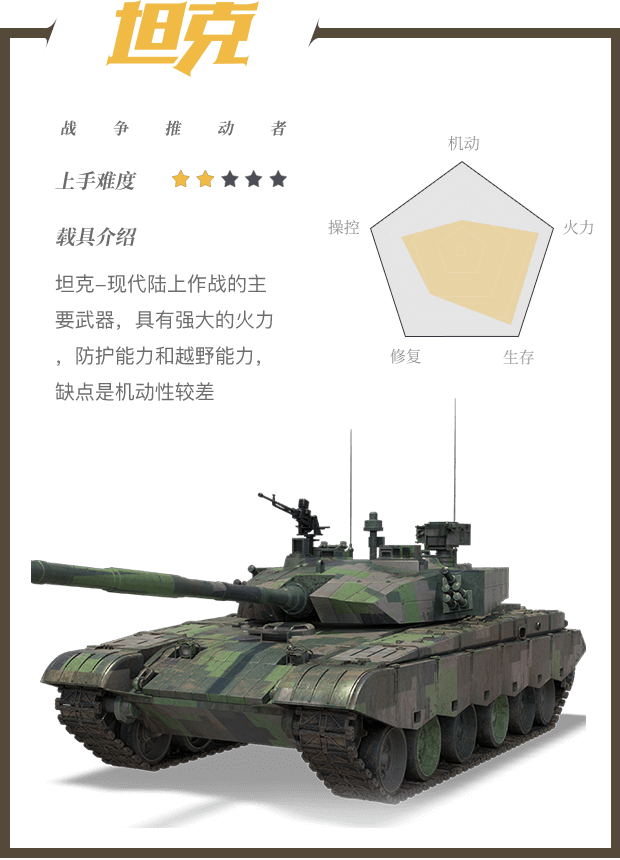 坦克
战争推动者
上手难度
载具介绍
坦克–现代陆上作战的主
要武器，具有强大的火力
，防护能力和越野能力，
缺点是机动性较差
机动
操控
火力
修复
生存